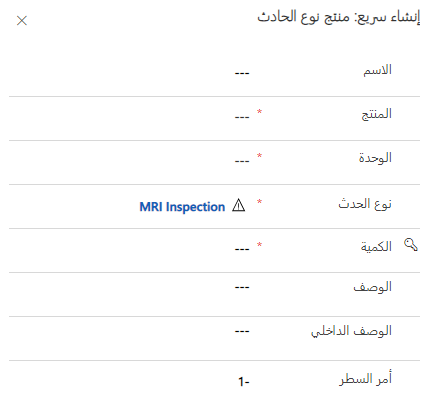 إنشاء سريع: منتج نوع الحادث
الاسم ---
المنتج * ---
الوحدة * ---
نوع الحدث * MRI Inspection
الكمية * ---
الوصف ---
الوصف الداخلي ---
أمر السطر -1